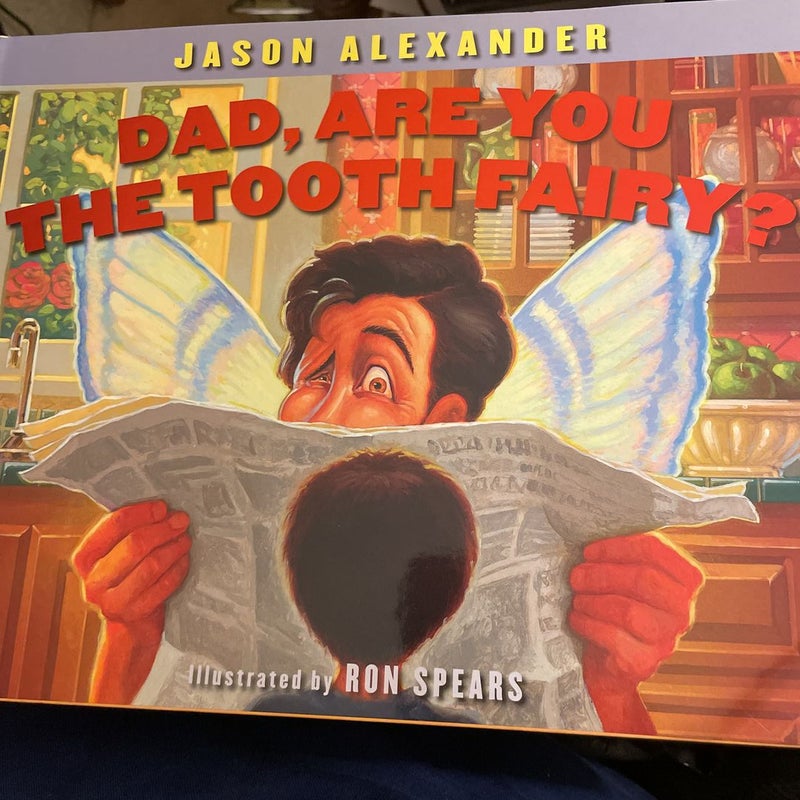 JASON ALEXANDER
DAD, ARE YOU
THE TOOTH FAIRY?
Illustrated by RON SPEARS